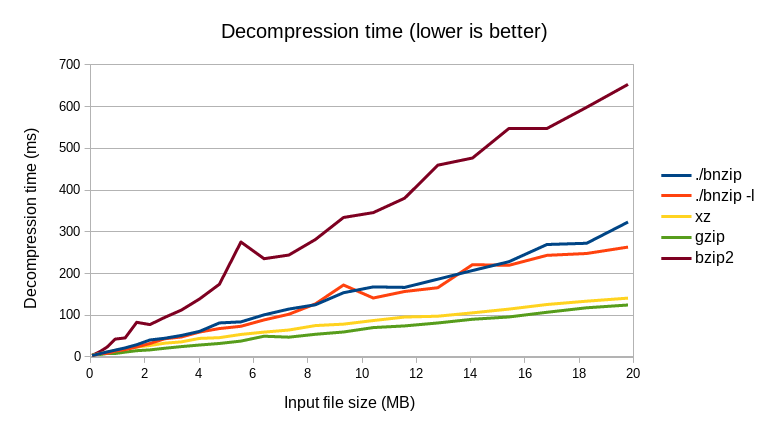 Decompression time (lower is better)
700
600
500
400
300
200
100
0
Decompression time (ms)
0 2 4 6 8 10 12 14 16 18 20
Input file size (MB)
./bnzip
./bnzip -l
xz
gzip
bzip2